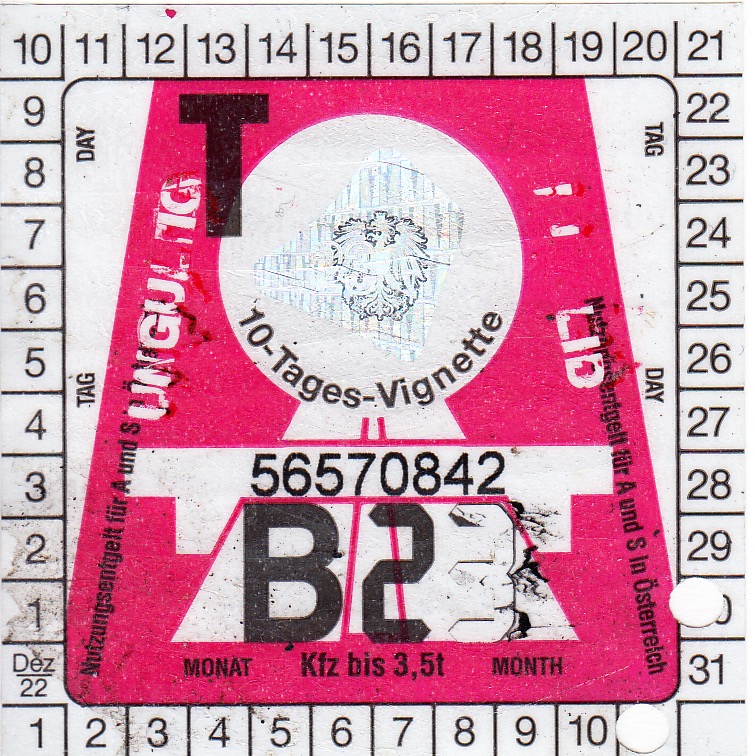 10 11 12 13 14 15 16 17 18 19 20 21
9 T 22
DAY TAG
8 23
7 24
6 25
5 26
TAG DAY
4 27
3 28
2 29
1
Dez 22 31
UNGÜLTIG
10-Tages-Vignette
Nutzungsentgelt für A und S in
Nutzungsentgelt für A und S in Österreich
56570842
B23
MONAT Kfz bis 3,5t MONTH
1 2 3 4 5 6 7 8 9 10